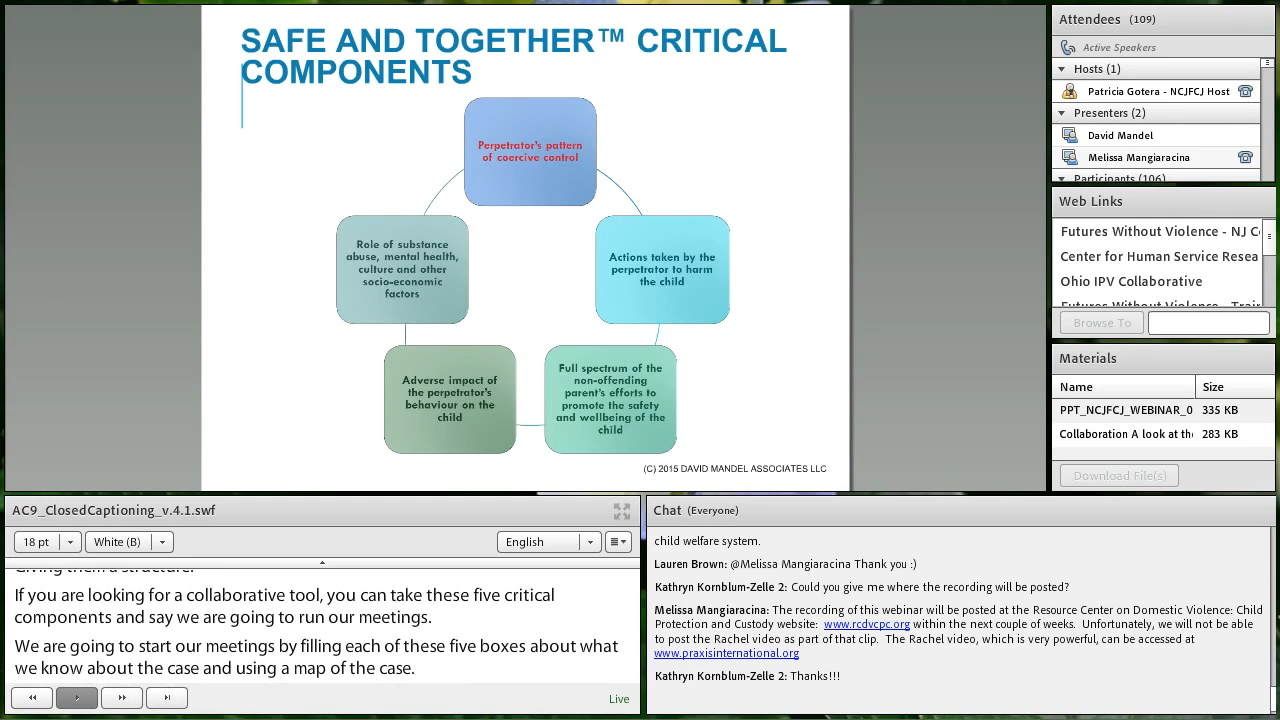 SAFE AND TOGETHER™ CRITICAL
COMPONENTS
Perpetrator's pattern
of coercive control
Role of substance
abuse, mental health,
culture and other
socio-economic
factors
Actions taken by the
perpetrator to harm
the child
Adverse impact of
the perpetrator's
behaviour on the
child
Full spectrum of the
non-offending
parent's efforts to
promote the safety
and wellbeing of the
child
(C) 2015 DAVID MANDEL ASSOCIATES LLC
Attendees (109)
Active Speakers
Hosts (1)
Patricia Gotera - NCJFCJ Host
Presenters (2)
David Mandel
Melissa Mangiaracina
Participants (106)
Web Links
Futures Without Violence - NJ C
Center for Human Service Resea
Ohio IPV Collaborative
Futures Without Violence - Trai
Browse To
Materials
Name Size
PPT_NCJFCJ_WEBINAR_0 335 KB
Collaboration A look at the 283 KB
Download File(s)
AC9_ClosedCaptioning_v.4.1.swf
18 pt White (B) English
Giving them a structure.
If you are looking for a collaborative tool, you can take these five critical
components and say we are going to run our meetings.
We are going to start our meetings by filling each of these five boxes about what
we know about the case and using a map of the case.
Live
Chat (Everyone)
child welfare system.
Lauren Brown: @Melissa Mangiaracina Thank you :)
Kathryn Kornblum-Zelle 2: Could you give me where the recording will be posted?
Melissa Mangiaracina: The recording of this webinar will be posted at the Resource Center on Domestic Violence: Child
Protection and Custody website: www.rcdvcpc.org within the next couple of weeks. Unfortunately, we will not be able
to post the Rachel video as part of that clip. The Rachel video, which is very powerful, can be accessed at
www.praxisinternational.org
Kathryn Kornblum-Zelle 2: Thanks!!!